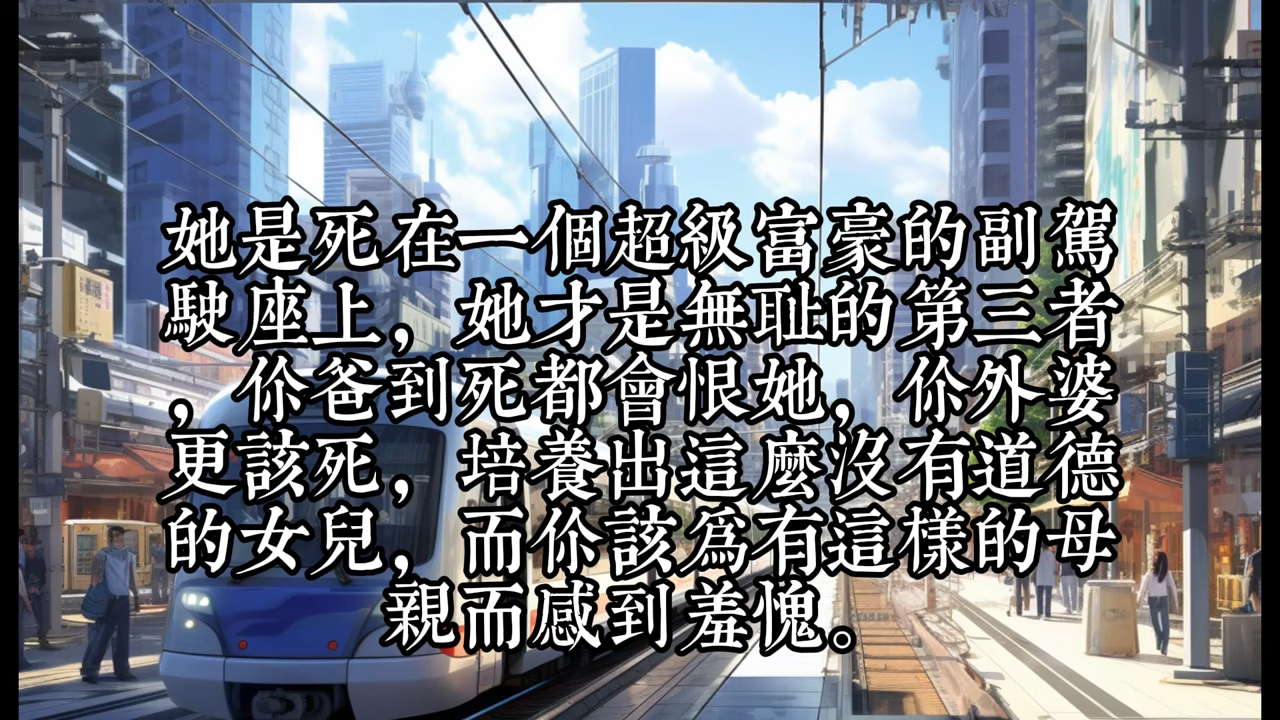 她是死在一個超級富豪的副駕
駛座上，她才是無耻的第三者
，你爸到死都會恨她，你外婆
更該死，培養出這麼沒有道德
的女兒，而你該爲有這樣的母
親而感到羞愧。